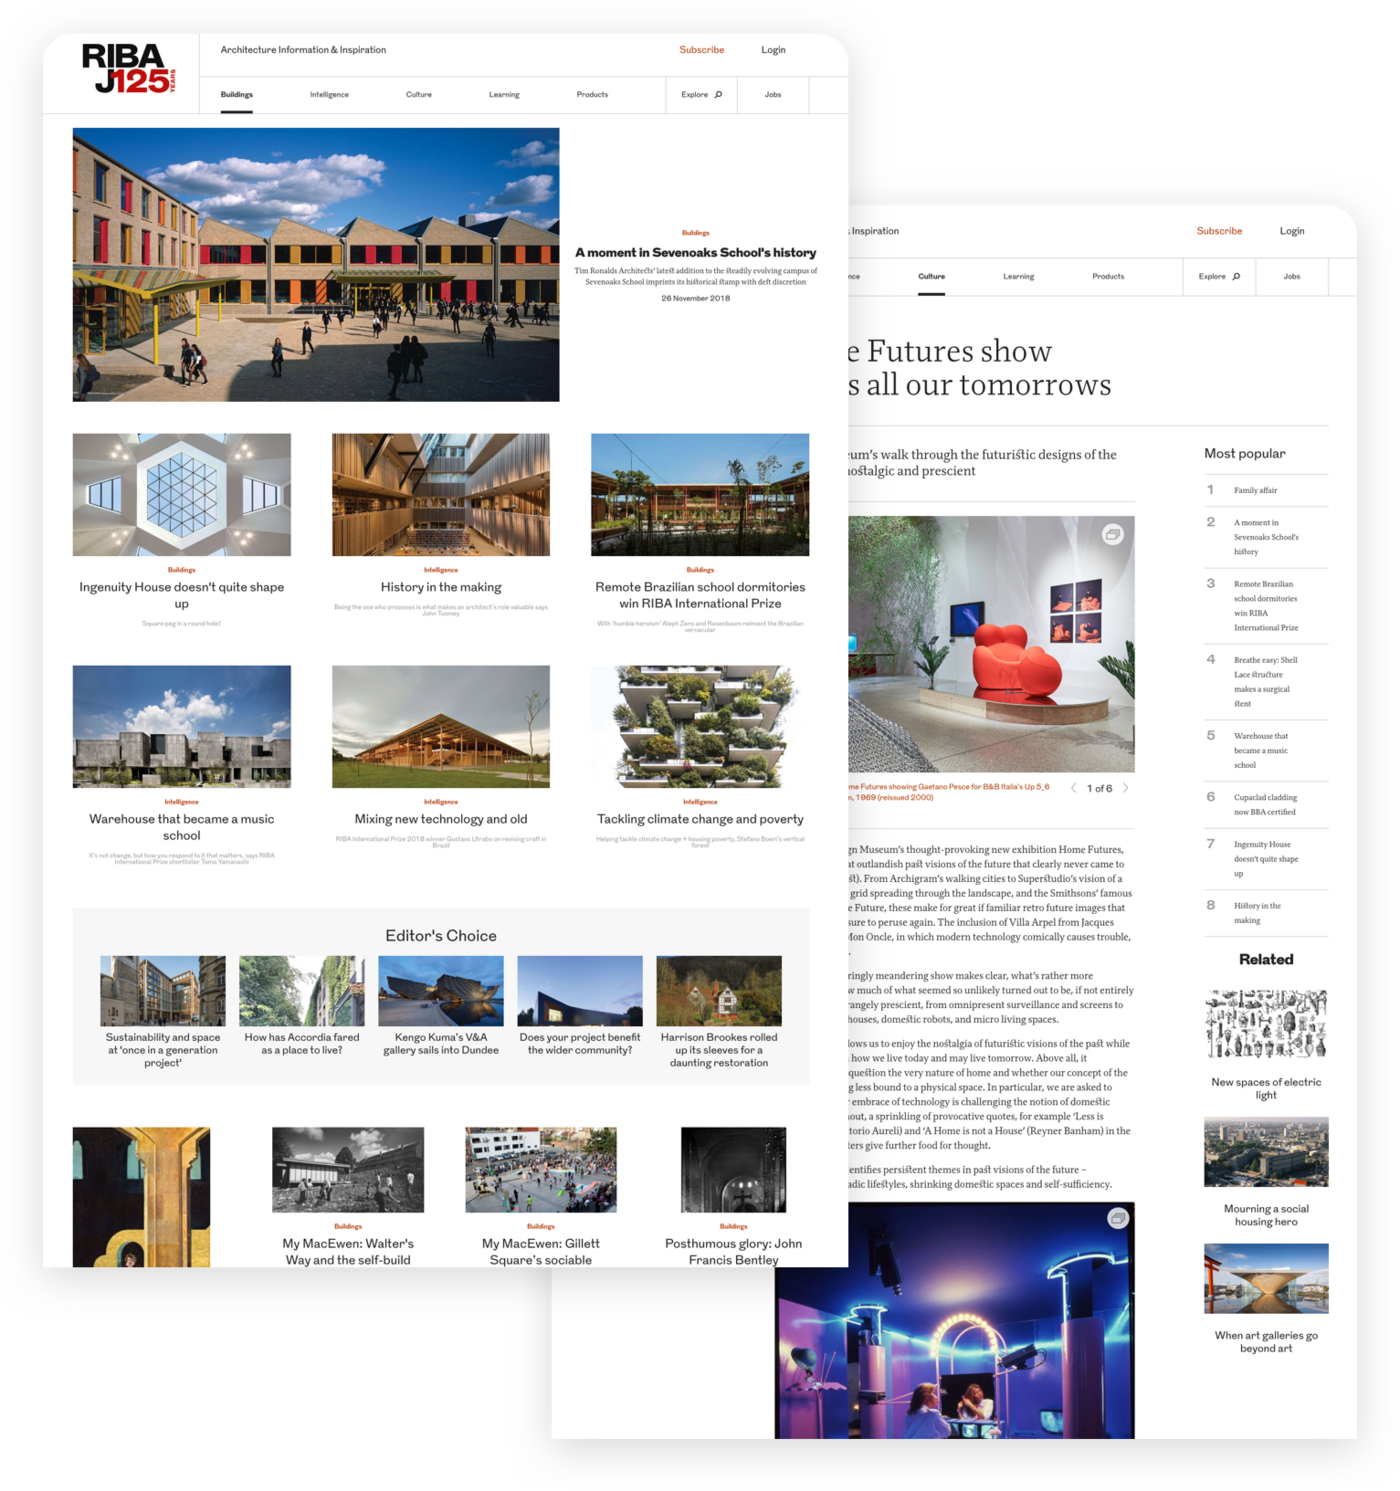 RIBA
J125
YEARS
Architecture Information & Inspiration
Subscribe
Login
Buildings
Intelligence
Culture
Learning
Products
Explore
Jobs
Buildings
A moment in Sevenoaks School's history
Tim Ronalds Architects' latest addition to the steadily evolving campus of
Sevenoaks School imprints its historical stamp with deft discretion
26 November 2018
Buildings
Ingenuity House doesn't quite shape
up
Square peg in a round hole?
Intelligence
History in the making
Being the one who proposes is what makes an architect's role valuable says
John Tuomey
Buildings
Remote Brazilian school dormitories
win RIBA International Prize
With 'humble heroism' Aleph Zero and Rosenbaum reinvent the Brazilian
vernacular
Intelligence
Warehouse that became a music
school
It's not change, but how you respond to it that matters, says RIBA
International Prize shortlister Tomo Yamanashi
Intelligence
Mixing new technology and old
RIBA International Prize 2018 winner Gustavo Utrabo on reviving craft in
Brazil
Intelligence
Tackling climate change and poverty
Helping tackle climate change + housing poverty, Stefano Boeri's vertical
forest
Editor's Choice
Sustainability and space
at 'once in a generation
project'
How has Accordia fared
as a place to live?
Kengo Kuma's V&A
gallery sails into Dundee
Does your project benefit
the wider community?
Harrison Brookes rolled
up its sleeves for a
daunting restoration
Buildings
My MacEwen: Walter's
Way and the self-build
Buildings
My MacEwen: Gillett
Square's sociable
Buildings
Posthumous glory: John
Francis Bentley
Inspiration
Subscribe
Login
nce
Culture
Learning
Products
Explore
Jobs
e Futures show
s all our tomorrows
eum's walk through the futuristic designs of the
nostalgic and prescient
me Futures showing Gaetano Pesce for B&B Italia's Up 5_6
n, 1969 (reissued 2000)
1 of 6
gn Museum's thought-provoking new exhibition Home Futures,
at outlandish past visions of the future that clearly never came to
st). From Archigram's walking cities to Superstudio's vision of a
grid spreading through the landscape, and the Smithsons' famous
e Future, these make for great if familiar retro future images that
sure to peruse again. The inclusion of Villa Arpel from Jacques
Mon Oncle, in which modern technology comically causes trouble,
.
ringly meandering show makes clear, what's rather more
w much of what seemed so unlikely turned out to be, if not entirely
rangely prescient, from omnipresent surveillance and screens to
houses, domestic robots, and micro living spaces.
lows us to enjoy the nostalgia of futuristic visions of the past while
how we live today and may live tomorrow. Above all, it
question the very nature of home and whether our concept of the
g less bound to a physical space. In particular, we are asked to
r embrace of technology is challenging the notion of domestic
hout, a sprinkling of provocative quotes, for example 'Less is
torio Aureli) and 'A Home is not a House' (Reyner Banham) in the
ters give further food for thought.
entifies persistent themes in past visions of the future –
adic lifestyles, shrinking domestic spaces and self-sufficiency.
Most popular
1 Family affair
2 A moment in
Sevenoaks School's
history
3 Remote Brazilian
school dormitories
win RIBA
International Prize
4 Breathe easy: Shell
Lace structure
makes a surgical
stent
5 Warehouse that
became a music
school
6 Cupaclad cladding
now BBA certified
7 Ingenuity House
doesn't quite shape
up
8 History in the
making
Related
New spaces of electric
light
Mourning a social
housing hero
When art galleries go
beyond art